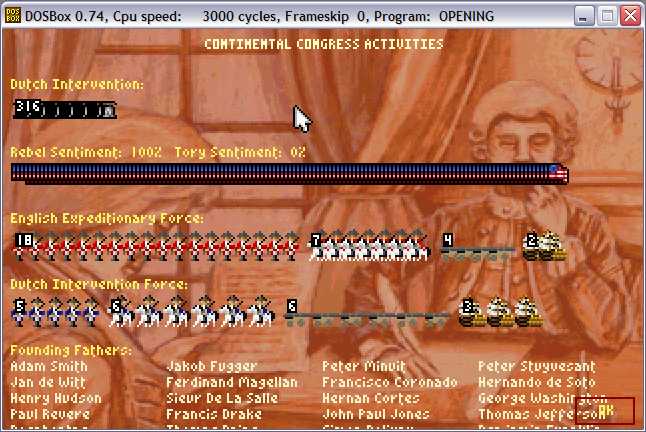 DOSBox 0.74, Cpu speed: 3000 cycles, Frameskip 0, Program: OPENING
CONTINENTAL CONGRESS ACTIVITIES
Dutch Intervention:
316
Rebel Sentiment: 100% Tory Sentiment: 0%
English Expeditionary Force:
18 7 4 2
Dutch Intervention Force:
5 6 6 3
Founding Fathers:
Adam Smith Jakob Fugger Peter Minuit Peter Stuyvesant
Jan de Witt Ferdinand Magellan Francisco Coronado Hernando de Soto
Henry Hudson Sieur De La Salle Hernan Cortes George Washington
Paul Revere Francis Drake John Paul Jones Thomas Jefferson
OK